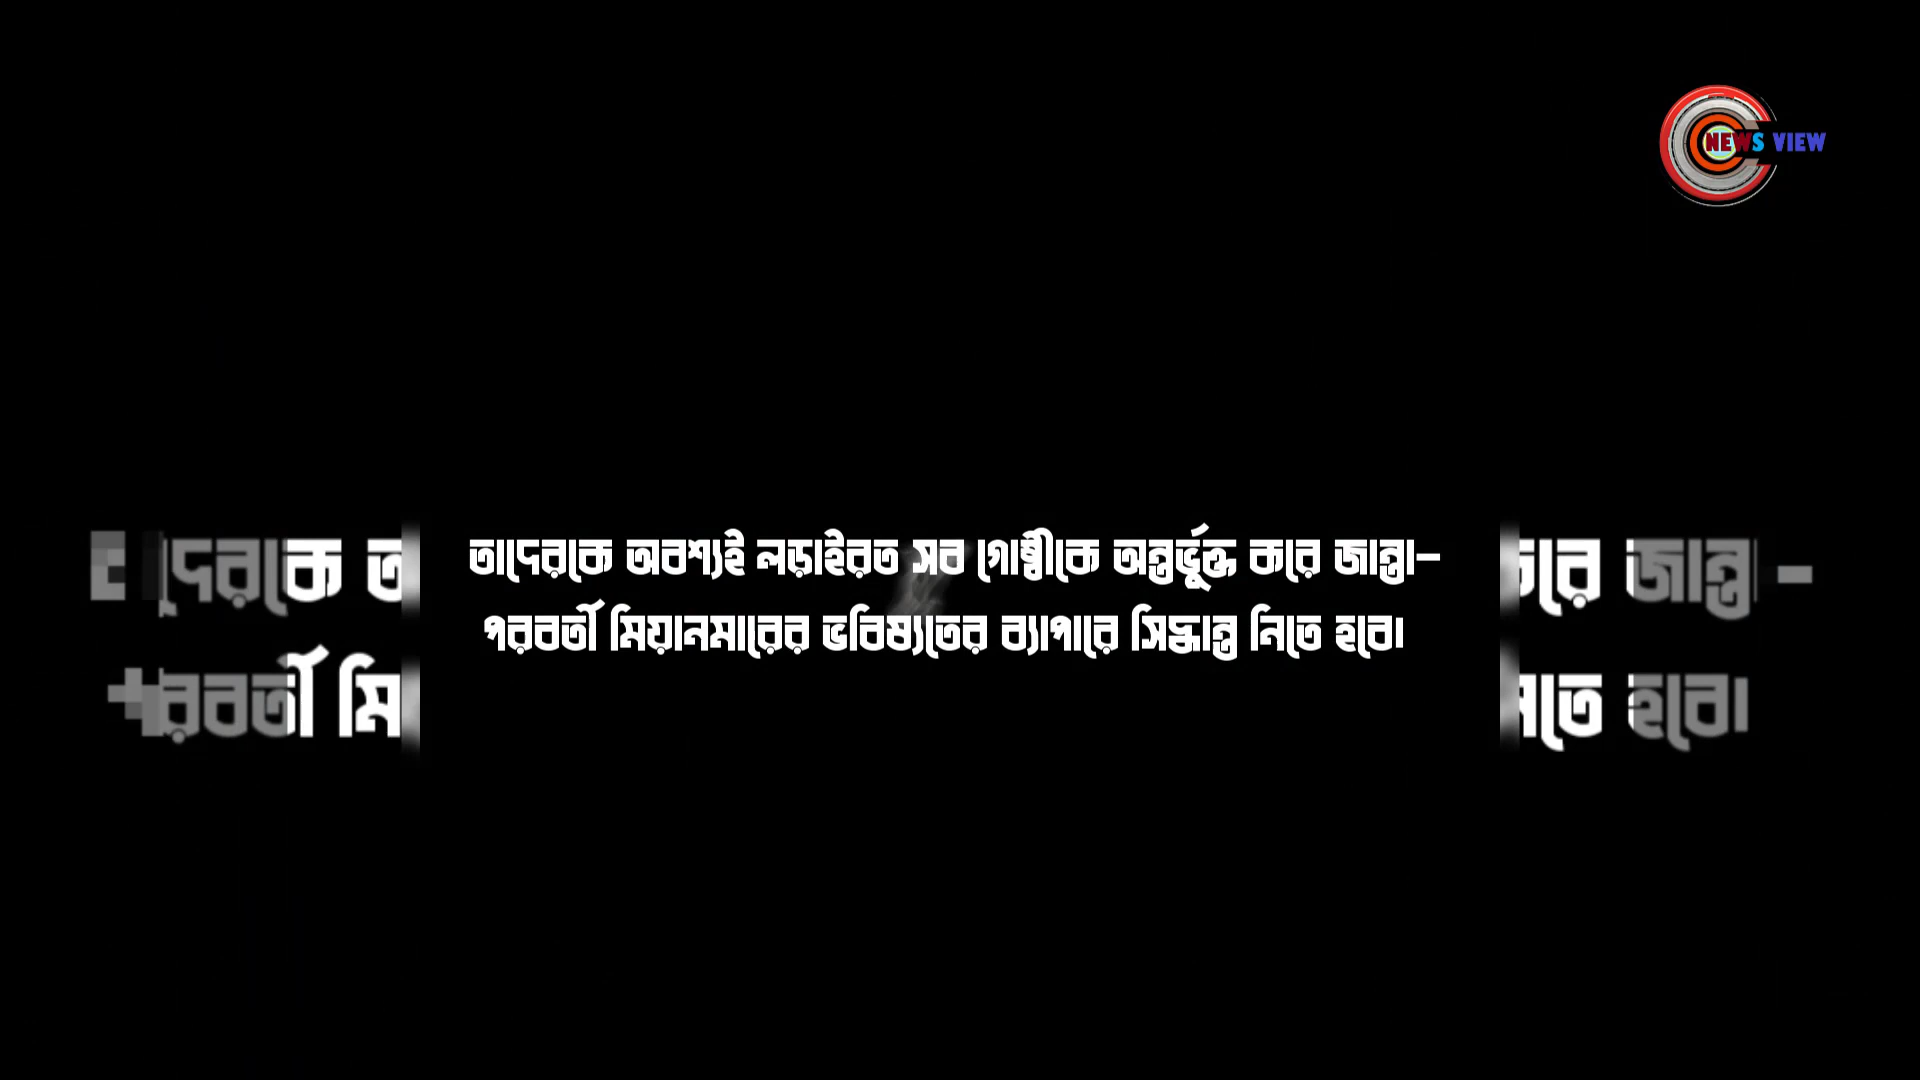 NEWS VIEW
তাদেরকে অবশ্যই লড়াইরত সব গোষ্ঠীকে অন্তর্ভুক্ত করে জান্তা-
পরবর্তী মিয়ানমারের ভবিষ্যতের ব্যাপারে সিদ্ধান্ত নিতে হবে।